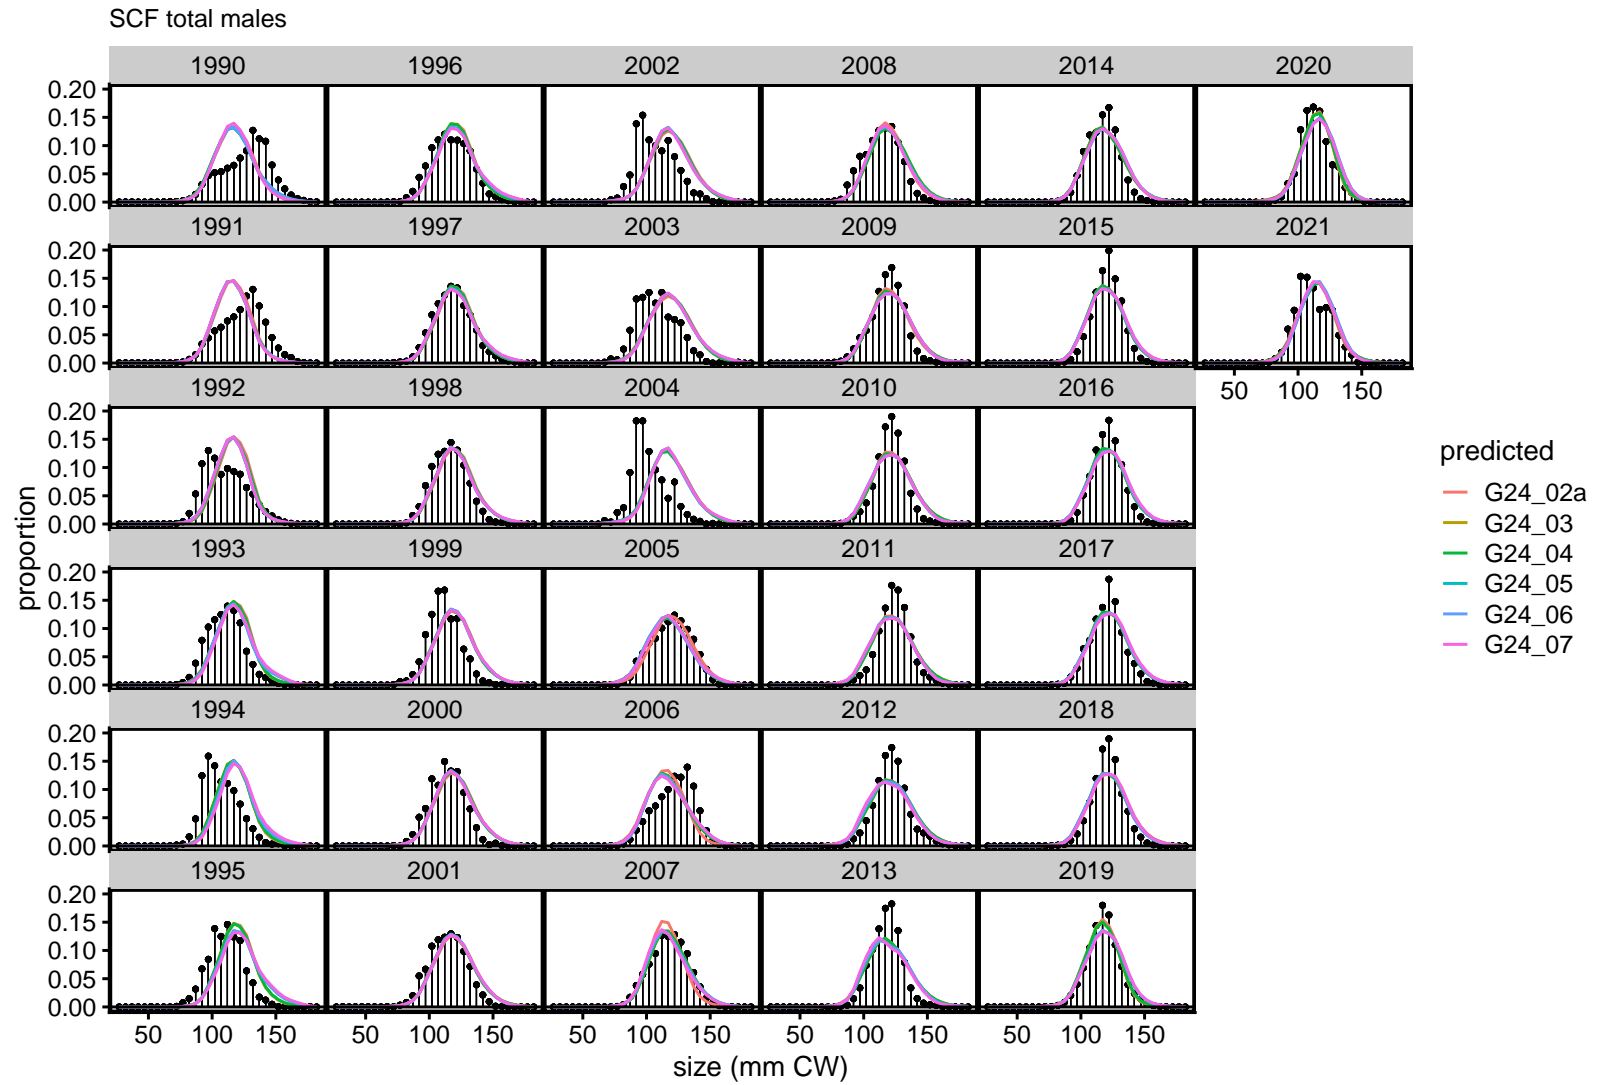 SCF total males
1990 1996 2002 2008 2014 2020
0.20
0.15
0.10
0.05
0.00
1991 1997 2003 2009 2015 2021
0.20
0.15
0.10
0.05
0.00
50 100 150
1992 1998 2004 2010 2016
0.20
0.15
0.10
0.05
0.00
1993 1999 2005 2011 2017
0.20
0.15
0.10
0.05
0.00
1994 2000 2006 2012 2018
0.20
0.15
0.10
0.05
0.00
1995 2001 2007 2013 2019
0.20
0.15
0.10
0.05
0.00
50 100 150 50 100 150 50 100 150 50 100 150 50 100 150
size (mm CW)
proportion
predicted
G24_02a
G24_03
G24_04
G24_05
G24_06
G24_07